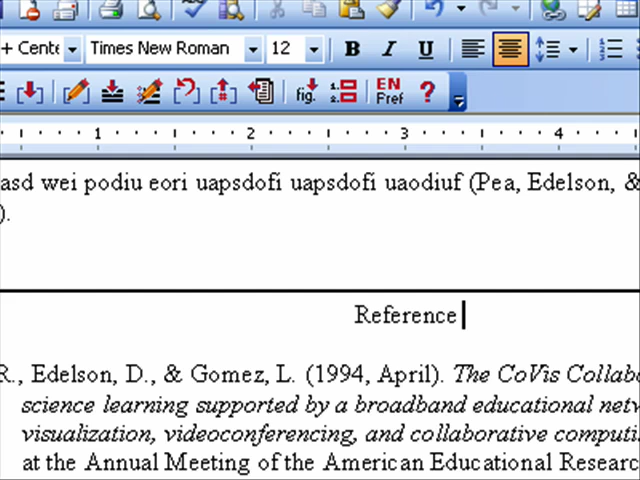 + Cente Times New Roman 12 B I U
fig. EN Pref ?
1 2 3 4
asd wei podiu eori uapsdofi uapsdofi uaodiuf (Pea, Edelson, &
).
Reference
R., Edelson, D., & Gomez, L. (1994, April). The CoVis Collabo
science learning supported by a broadband educational netw
visualization, videoconferencing, and collaborative computi
at the Annual Meeting of the American Educational Researc